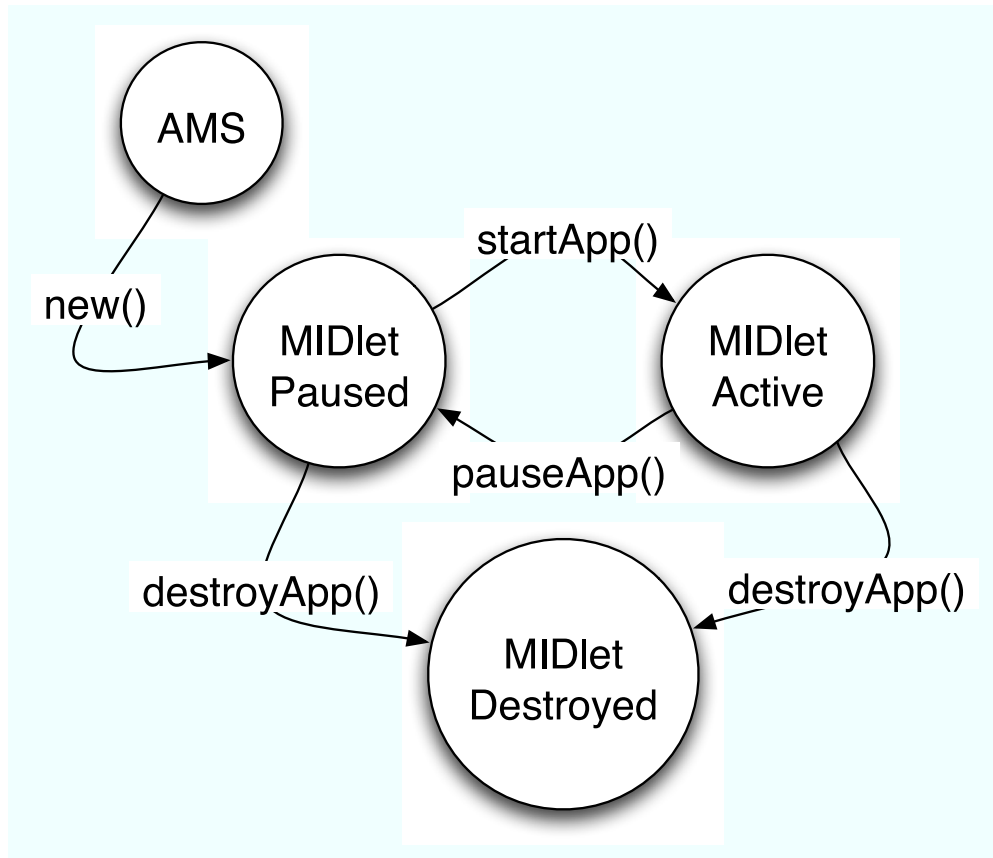 AMS
startApp()
new()
MIDlet
Paused
MIDlet
Active
pauseApp()
destroyApp()
destroyApp()
MIDlet
Destroyed